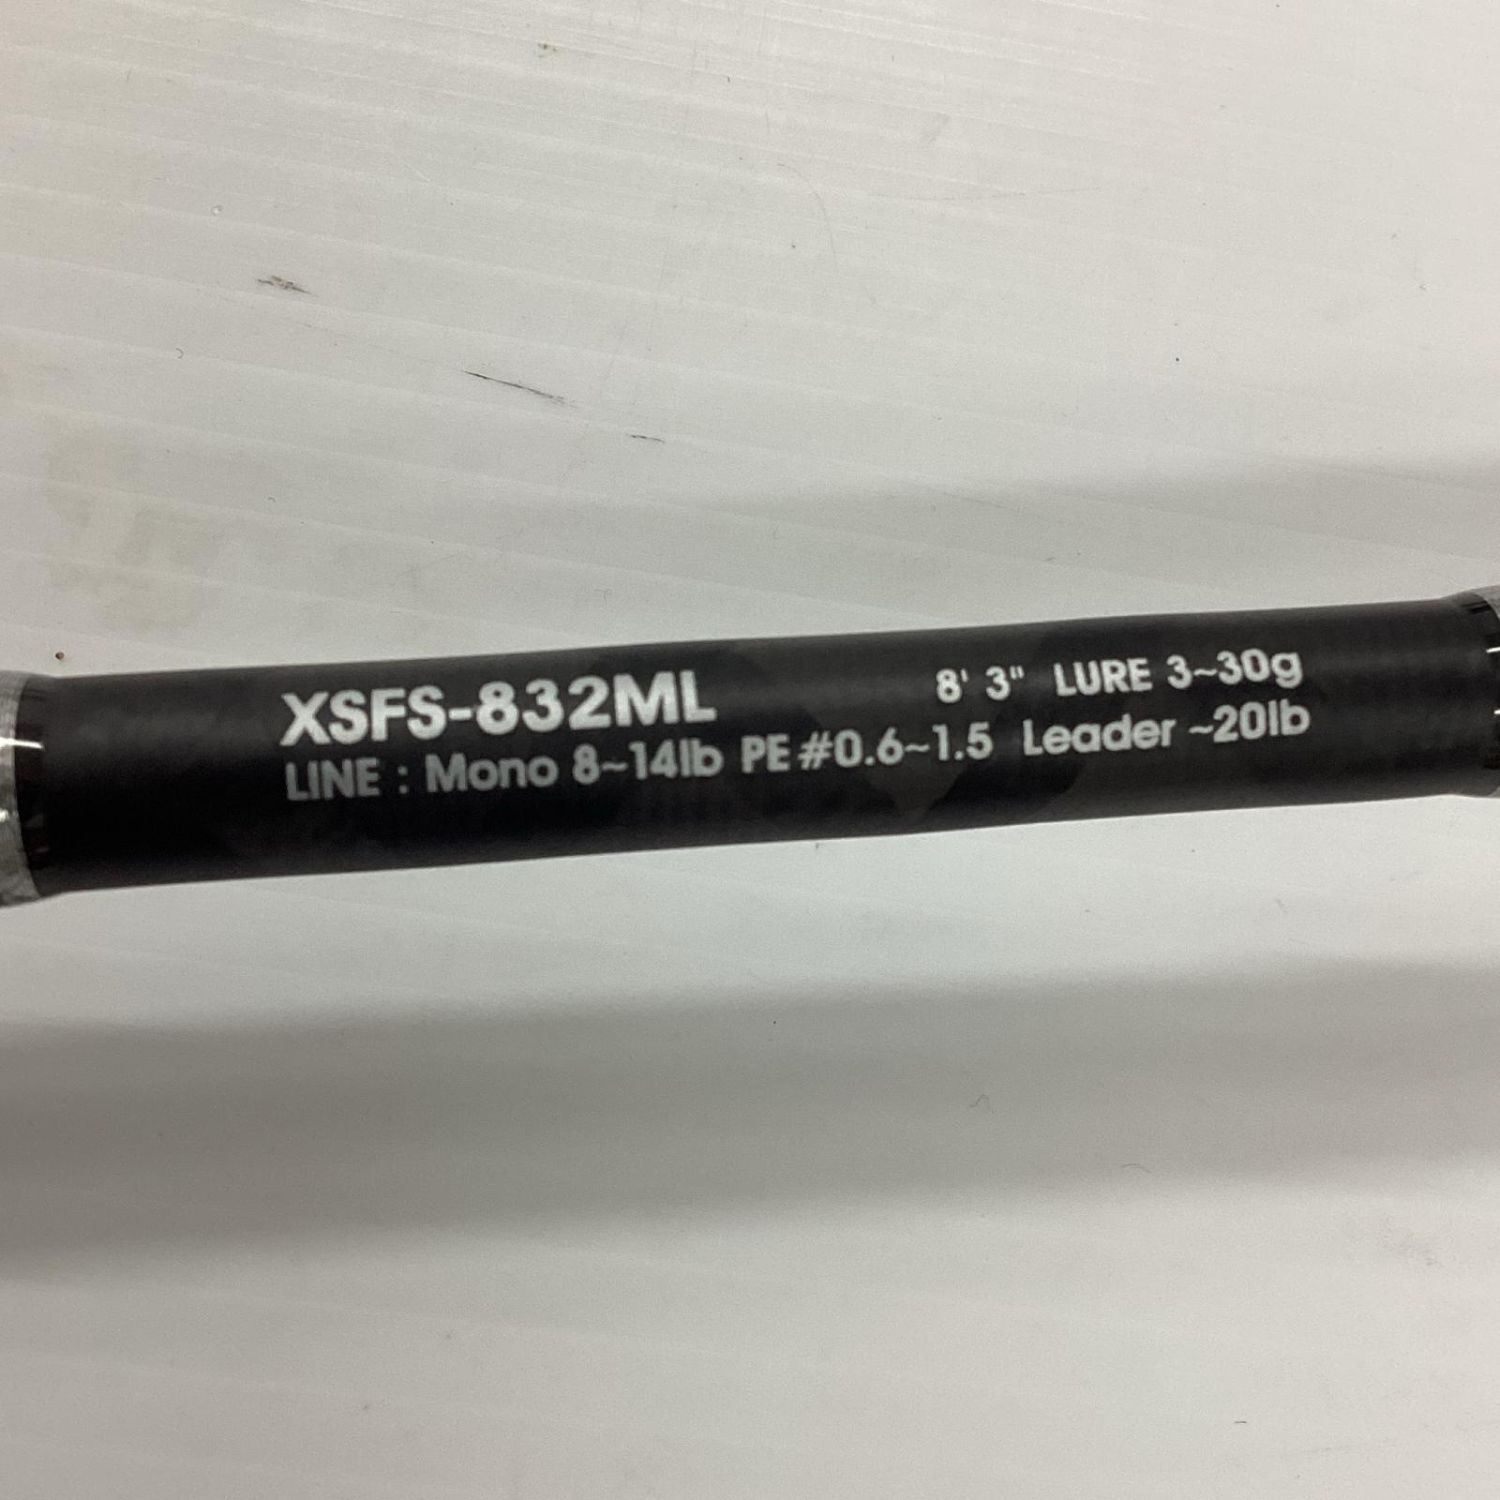 XSFS-832ML 8' 3" LURE 3~30g
LINE : Mono 8~14lb PE #0.6~1.5 Leader ~20lb